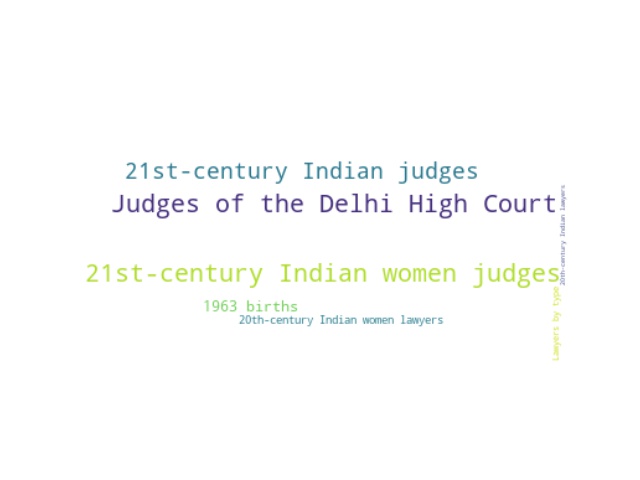 21st-century Indian judges
Judges of the Delhi High Court
21st-century Indian women judges
1963 births
20th-century Indian women lawyers
20th-century Indian lawyers
Lawyers by type